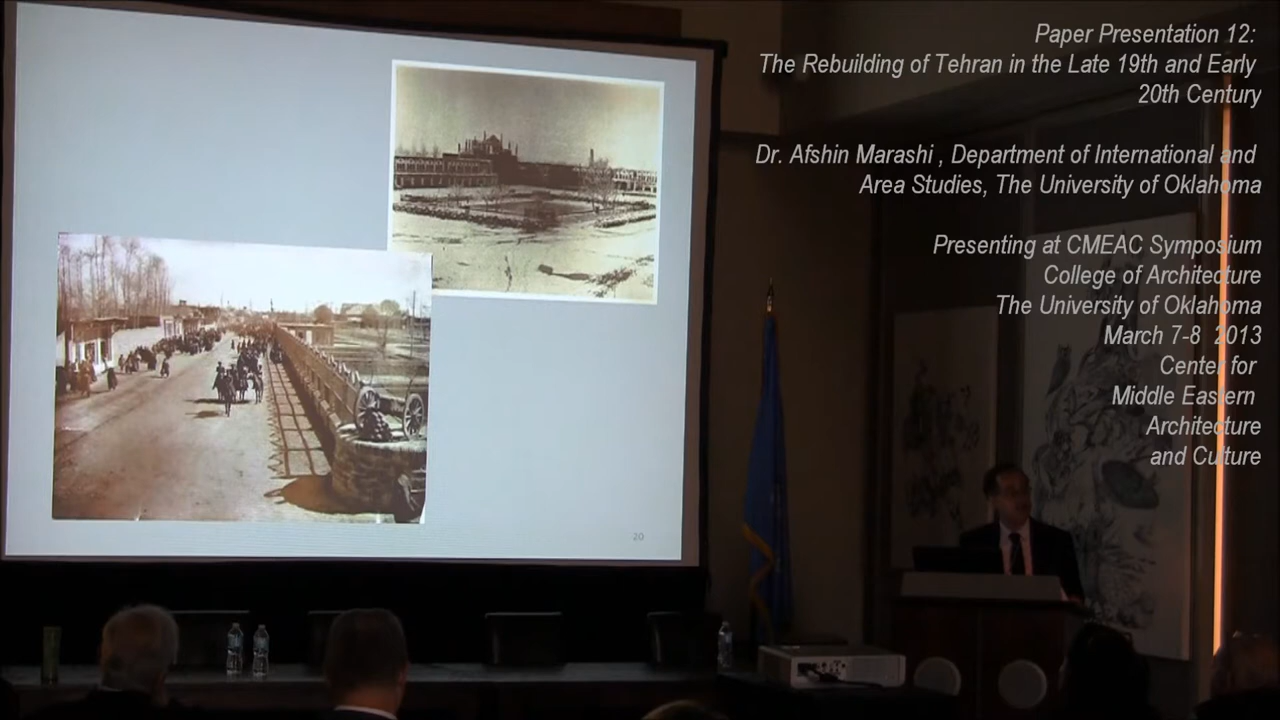 Paper Presentation 12:
The Rebuilding of Tehran in the Late 19th and Early
20th Century
Dr. Afshin Marashi , Department of International and
Area Studies, The University of Oklahoma
Presenting at CMEAC Symposium
College of Architecture
The University of Oklahoma
March 7-8 2013
Center for
Middle Eastern
Architecture
and Culture
20